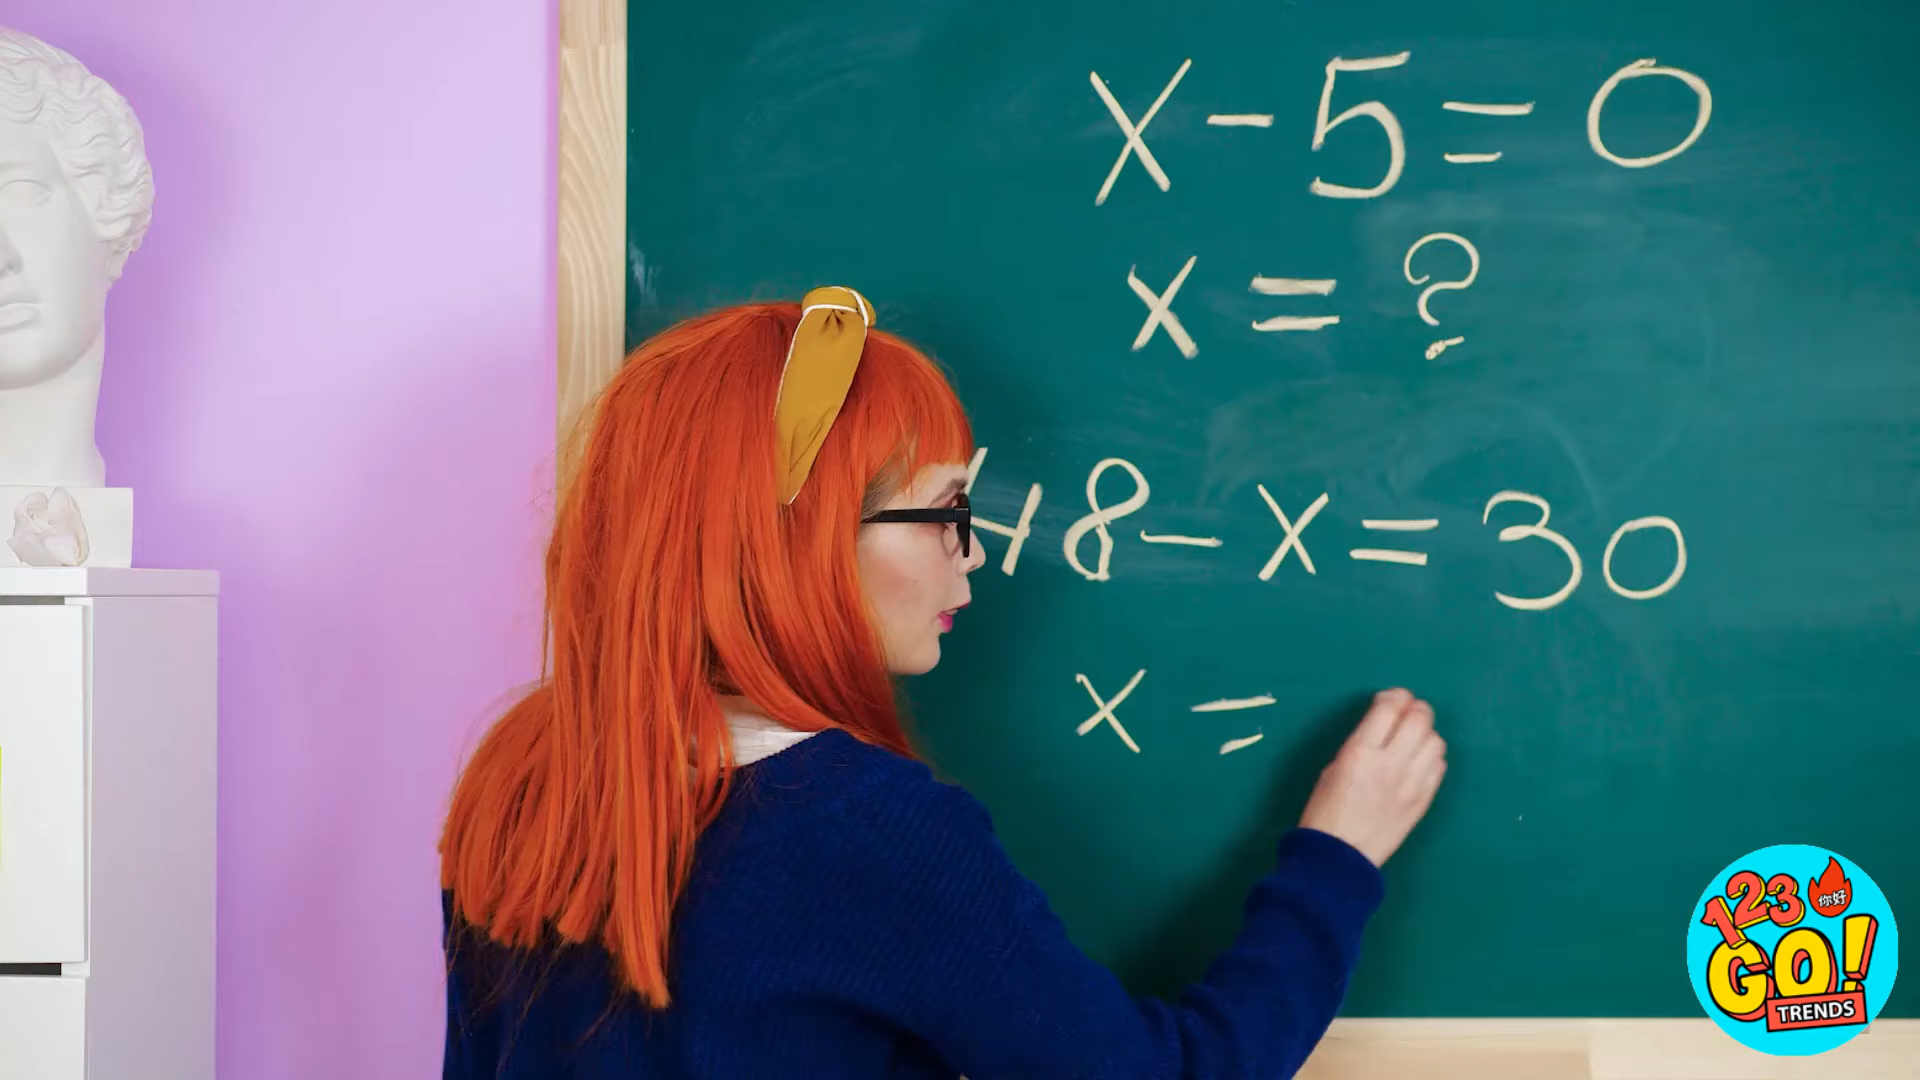 x - 5 = 0
x = ?
48 - x = 30
x =
123 你好
GO!
TRENDS